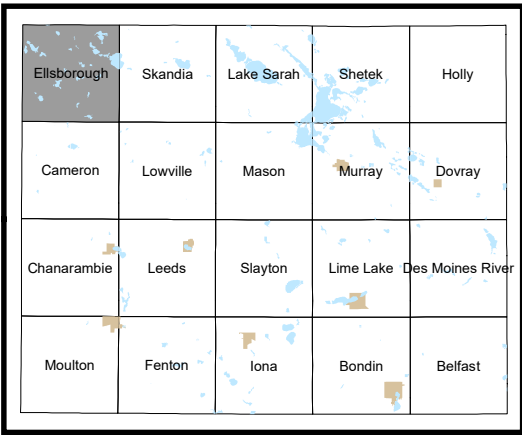 Ellsborough Skandia Lake Sarah Shetek Holly
Cameron Lowville Mason Murray Dovray
Chanarambie Leeds Slayton Lime Lake Des Moines River
Moulton Fenton Iona Bondin Belfast